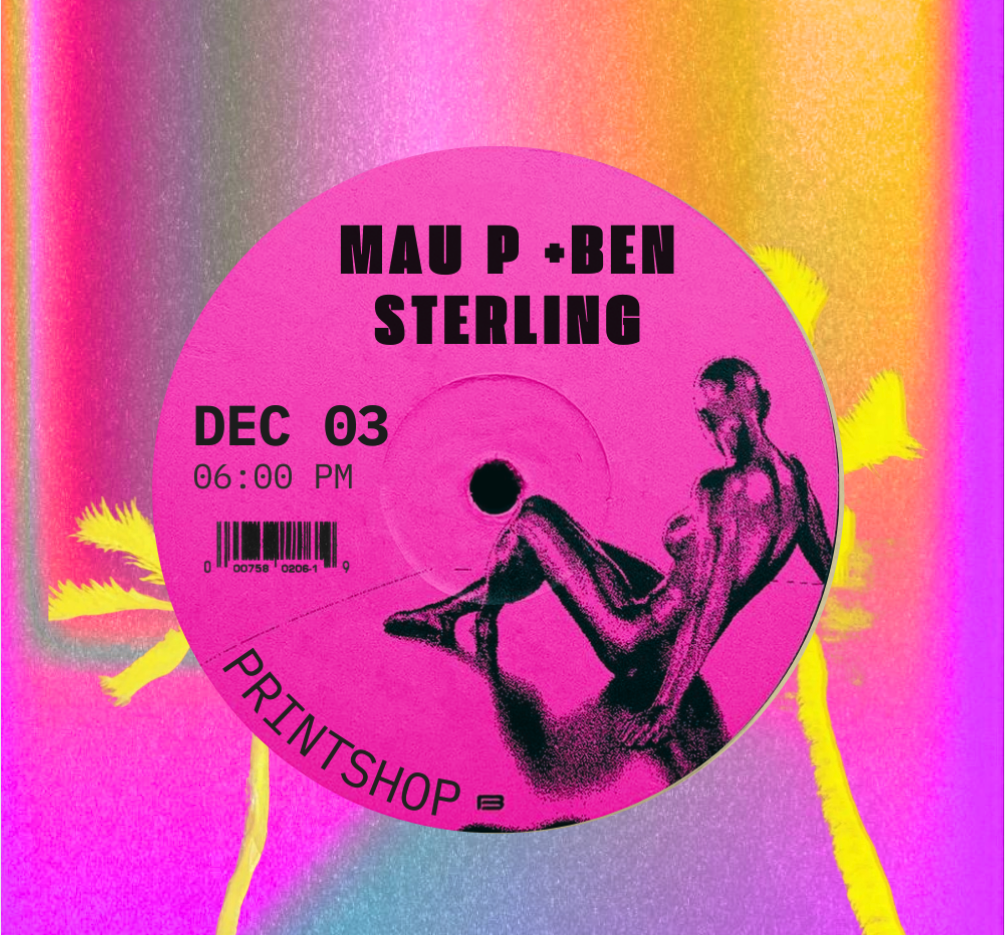 MAU P +BEN
STERLING
DEC 03
06:00 PM
0 00758 0206-1 9
PRINTSHOP